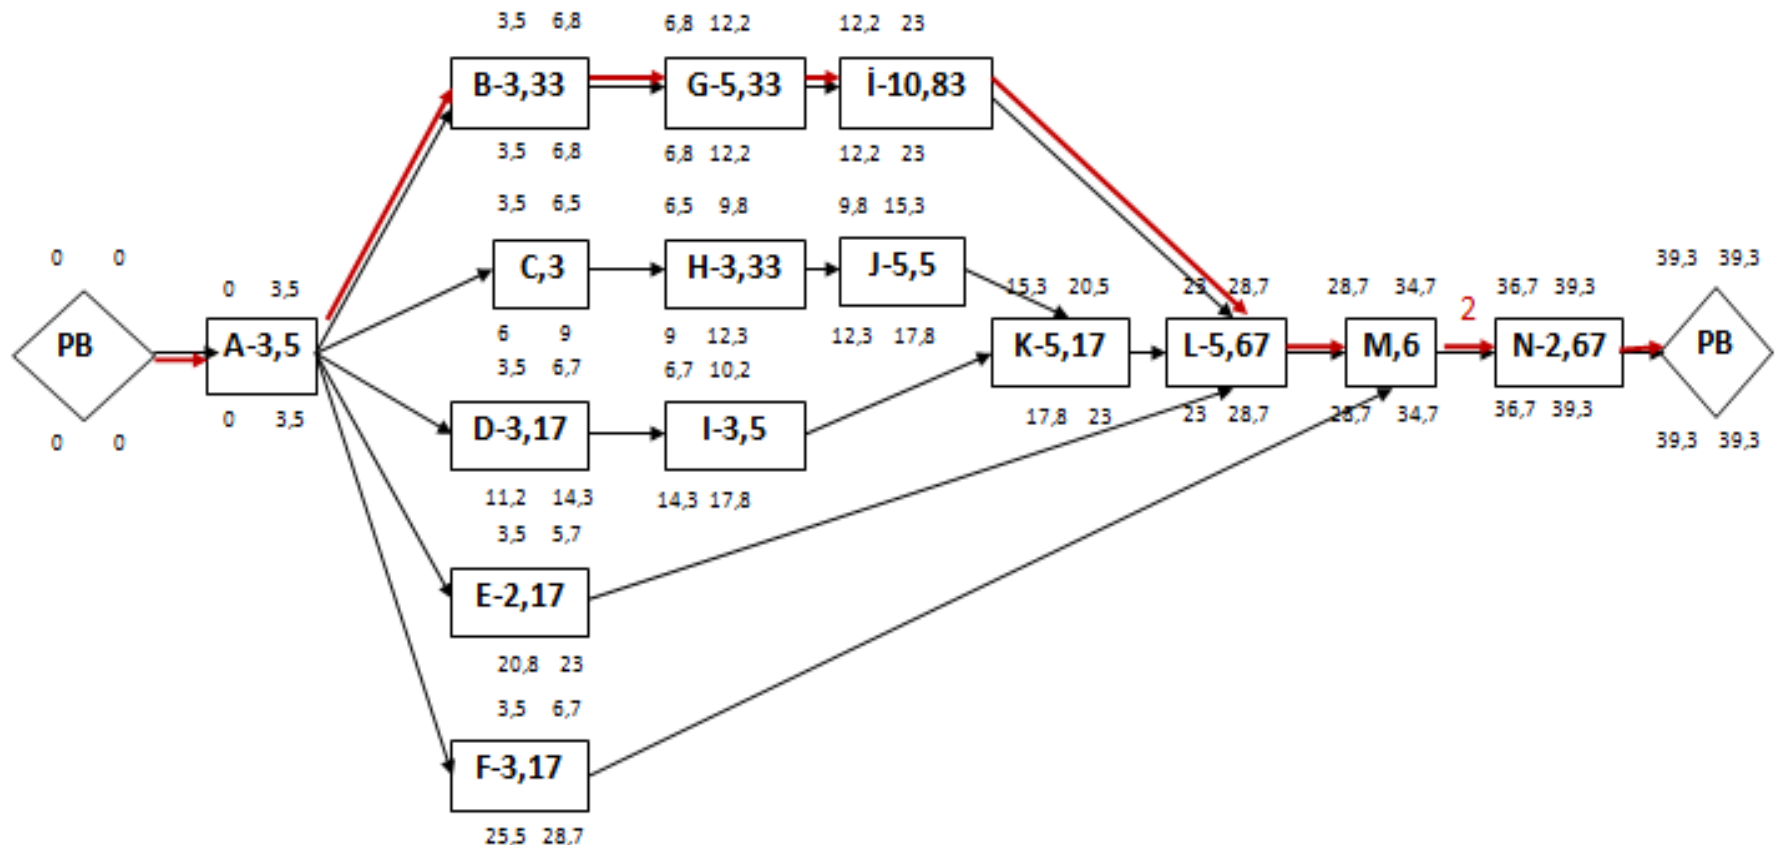 3,5 6,8
6,8 12,2
12,2 23
B-3,33
G-5,33
İ-10,83
3,5 6,8
6,8 12,2
12,2 23
3,5 6,5
6,5 9,8
9,8 15,3
C,3
H-3,33
J-5,5
6 9
9 12,3
12,3 17,8
0 0
PB
0 0
0 3,5
A-3,5
0 3,5
3,5 6,7
6,7 10,2
D-3,17
I-3,5
11,2 14,3
14,3 17,8
15,3 20,5
K-5,17
17,8 23
23 28,7
L-5,67
23 28,7
28,7 34,7
M,6
28,7 34,7
2
36,7 39,3
N-2,67
36,7 39,3
39,3 39,3
PB
39,3 39,3
3,5 5,7
E-2,17
20,8 23
3,5 6,7
F-3,17
25,5 28,7